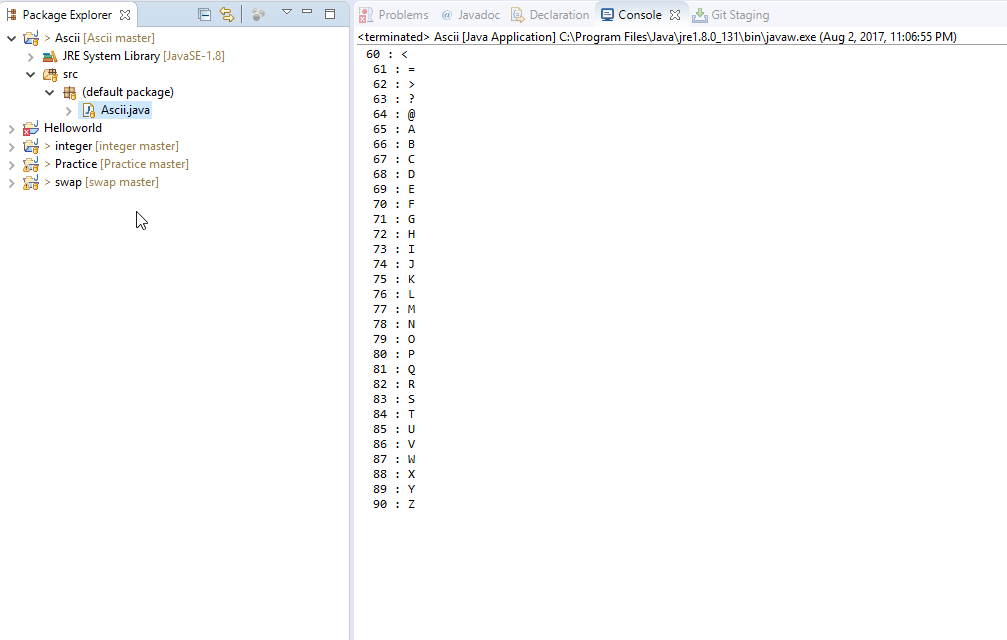 Package Explorer
> Ascii [Ascii master]
JRE System Library [JavaSE-1.8]
src
(default package)
Ascii.java
Helloworld
> integer [integer master]
> Practice [Practice master]
> swap [swap master]
Problems @ Javadoc Declaration Console Git Staging
<terminated> Ascii [Java Application] C:\Program Files\Java\jre1.8.0_131\bin\javaw.exe (Aug 2, 2017, 11:06:55 PM)
60 : <
61 : =
62 : >
63 : ?
64 : @
65 : A
66 : B
67 : C
68 : D
69 : E
70 : F
71 : G
72 : H
73 : I
74 : J
75 : K
76 : L
77 : M
78 : N
79 : O
80 : P
81 : Q
82 : R
83 : S
84 : T
85 : U
86 : V
87 : W
88 : X
89 : Y
90 : Z